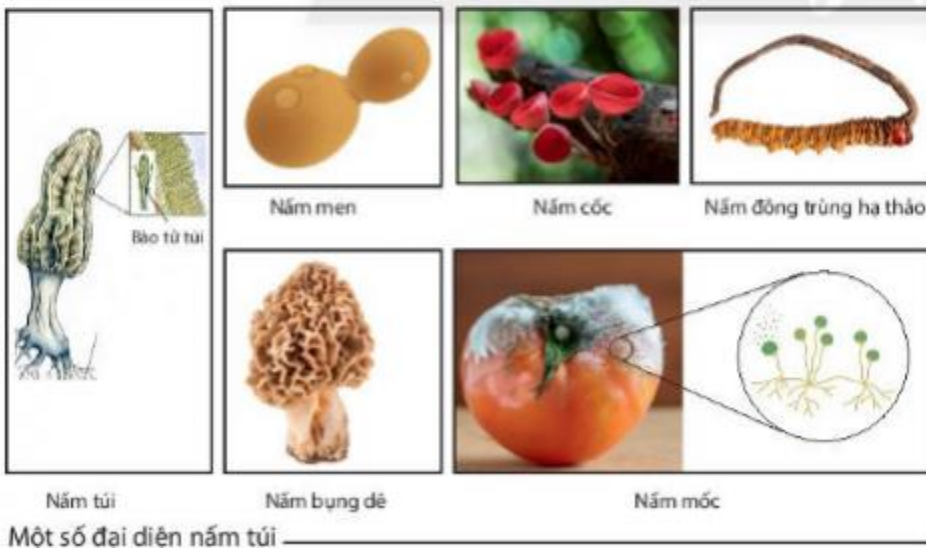 Bào tử túi
Nấm men
Nấm cốc
Nấm đông trùng hạ thảo
Nấm túi
Nấm bụng dê
Nấm mốc
Một số đại diện nấm túi